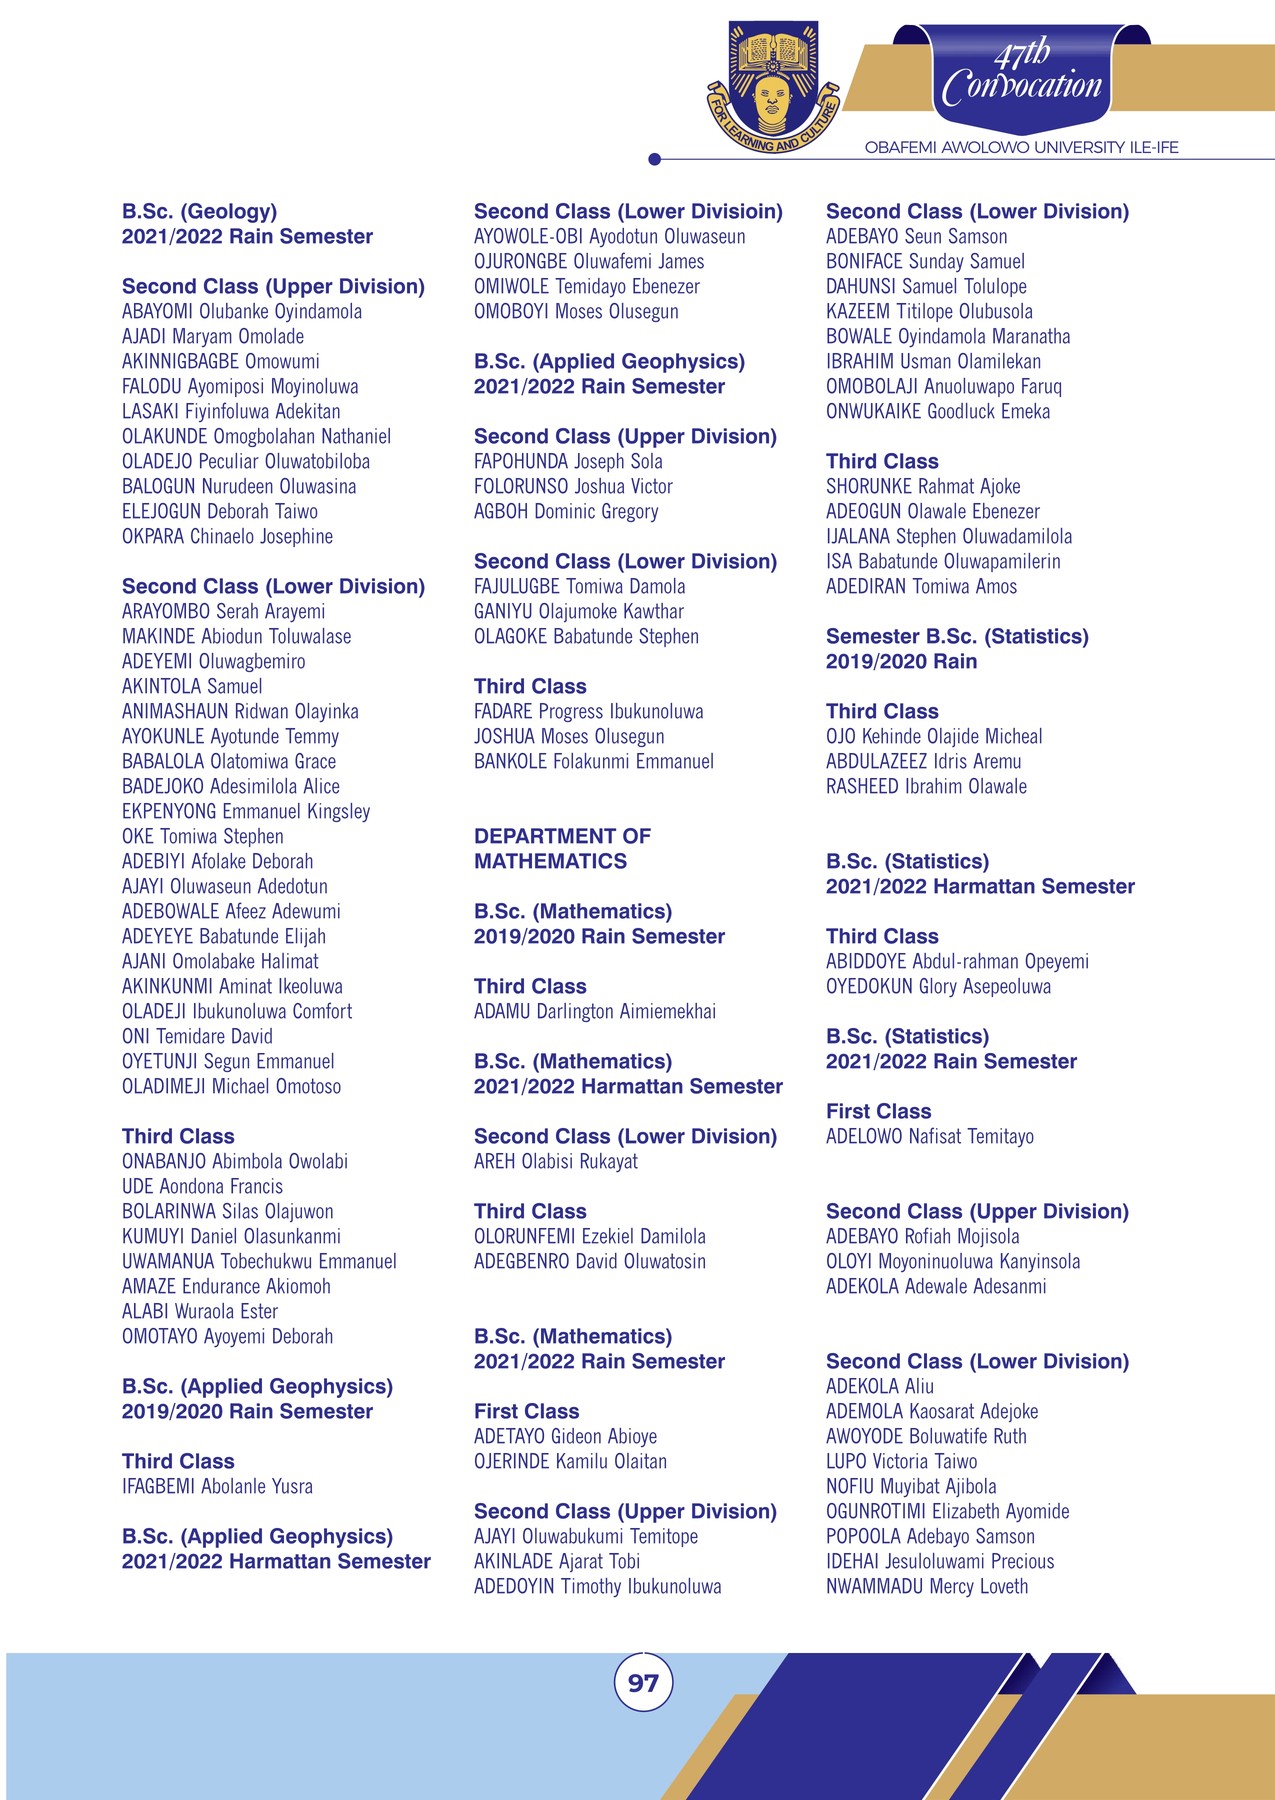 FOR LEARNING AND CULTURE
47th
Convocation
OBAFEMI AWOLOWO UNIVERSITY ILE-IFE
B.Sc. (Geology)
2021/2022 Rain Semester
Second Class (Upper Division)
ABAYOMI Olubanke Oyindamola
AJADI Maryam Omolade
AKINNIGBAGBE Omowumi
FALODU Ayomiposi Moyinoluwa
LASAKI Fiyinfoluwa Adekitan
OLAKUNDE Omogbolahan Nathaniel
OLADEJO Peculiar Oluwatobiloba
BALOGUN Nurudeen Oluwasina
ELEJOGUN Deborah Taiwo
OKPARA Chinaelo Josephine
Second Class (Lower Division)
ARAYOMBO Serah Arayemi
MAKINDE Abiodun Toluwalase
ADEYEMI Oluwagbemiro
AKINTOLA Samuel
ANIMASHAUN Ridwan Olayinka
AYOKUNLE Ayotunde Temmy
BABALOLA Olatomiwa Grace
BADEJOKO Adesimilola Alice
EKPENYONG Emmanuel Kingsley
OKE Tomiwa Stephen
ADEBIYI Afolake Deborah
AJAYI Oluwaseun Adedotun
ADEBOWALE Afeez Adewumi
ADEYEYE Babatunde Elijah
AJANI Omolabake Halimat
AKINKUNMI Aminat Ikeoluwa
OLADEJI Ibukunoluwa Comfort
ONI Temidare David
OYETUNJI Segun Emmanuel
OLADIMEJI Michael Omotoso
Third Class
ONABANJO Abimbola Owolabi
UDE Aondona Francis
BOLARINWA Silas Olajuwon
KUMUYI Daniel Olasunkanmi
UWAMANUA Tobechukwu Emmanuel
AMAZE Endurance Akiomoh
ALABI Wuraola Ester
OMOTAYO Ayoyemi Deborah
B.Sc. (Applied Geophysics)
2019/2020 Rain Semester
Third Class
IFAGBEMI Abolanle Yusra
B.Sc. (Applied Geophysics)
2021/2022 Harmattan Semester
Second Class (Lower Divisioin)
AYOWOLE-OBI Ayodotun Oluwaseun
OJURONGBE Oluwafemi James
OMIWOLE Temidayo Ebenezer
OMOBOYI Moses Olusegun
B.Sc. (Applied Geophysics)
2021/2022 Rain Semester
Second Class (Upper Division)
FAPOHUNDA Joseph Sola
FOLORUNSO Joshua Victor
AGBOH Dominic Gregory
Second Class (Lower Division)
FAJULUGBE Tomiwa Damola
GANIYU Olajumoke Kawthar
OLAGOKE Babatunde Stephen
Third Class
FADARE Progress Ibukunoluwa
JOSHUA Moses Olusegun
BANKOLE Folakunmi Emmanuel
DEPARTMENT OF
MATHEMATICS
B.Sc. (Mathematics)
2019/2020 Rain Semester
Third Class
ADAMU Darlington Aimiemekhai
B.Sc. (Mathematics)
2021/2022 Harmattan Semester
Second Class (Lower Division)
AREH Olabisi Rukayat
Third Class
OLORUNFEMI Ezekiel Damilola
ADEGBENRO David Oluwatosin
B.Sc. (Mathematics)
2021/2022 Rain Semester
First Class
ADETAYO Gideon Abioye
OJERINDE Kamilu Olaitan
Second Class (Upper Division)
AJAYI Oluwabukumi Temitope
AKINLADE Ajarat Tobi
ADEDOYIN Timothy Ibukunoluwa
Second Class (Lower Division)
ADEBAYO Seun Samson
BONIFACE Sunday Samuel
DAHUNSI Samuel Tolulope
KAZEEM Titilope Olubusola
BOWALE Oyindamola Maranatha
IBRAHIM Usman Olamilekan
OMOBOLAJI Anuoluwapo Faruq
ONWUKAIKE Goodluck Emeka
Third Class
SHORUNKE Rahmat Ajoke
ADEOGUN Olawale Ebenezer
IJALANA Stephen Oluwadamilola
ISA Babatunde Oluwapamilerin
ADEDIRAN Tomiwa Amos
Semester B.Sc. (Statistics)
2019/2020 Rain
Third Class
OJO Kehinde Olajide Micheal
ABDULAZEEZ Idris Aremu
RASHEED Ibrahim Olawale
B.Sc. (Statistics)
2021/2022 Harmattan Semester
Third Class
ABIDDOYE Abdul-rahman Opeyemi
OYEDOKUN Glory Asepeoluwa
B.Sc. (Statistics)
2021/2022 Rain Semester
First Class
ADELOWO Nafisat Temitayo
Second Class (Upper Division)
ADEBAYO Rofiah Mojisola
OLOYI Moyoninuoluwa Kanyinsola
ADEKOLA Adewale Adesanmi
Second Class (Lower Division)
ADEKOLA Aliu
ADEMOLA Kaosarat Adejoke
AWOYODE Boluwatife Ruth
LUPO Victoria Taiwo
NOFIU Muyibat Ajibola
OGUNROTIMI Elizabeth Ayomide
POPOOLA Adebayo Samson
IDEHAI Jesuloluwami Precious
NWAMMADU Mercy Loveth
97